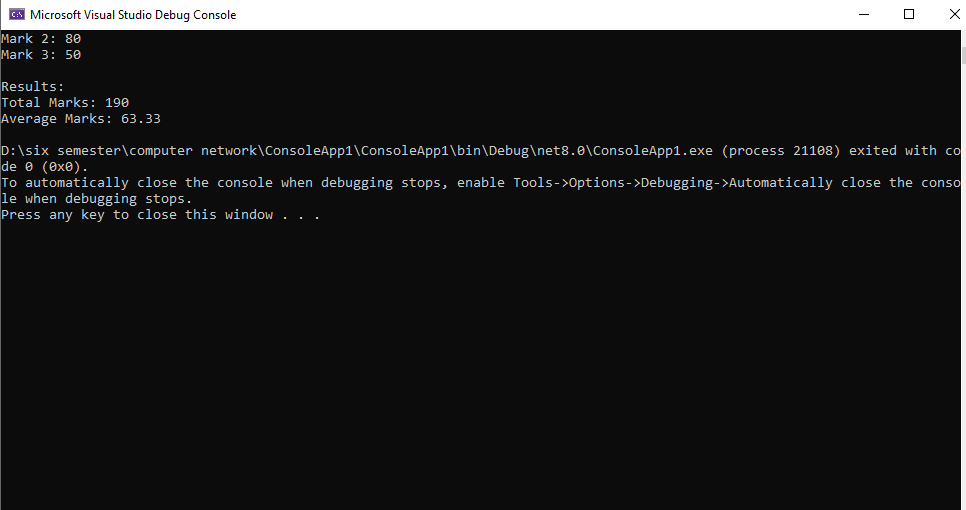 Microsoft Visual Studio Debug Console
Mark 2: 80
Mark 3: 50
Results:
Total Marks: 190
Average Marks: 63.33
D:\six semester\computer network\ConsoleApp1\ConsoleApp1\bin\Debug\net8.0\ConsoleApp1.exe (process 21108) exited with co
de 0 (0x0).
To automatically close the console when debugging stops, enable Tools->Options->Debugging->Automatically close the conso
le when debugging stops.
Press any key to close this window . . .